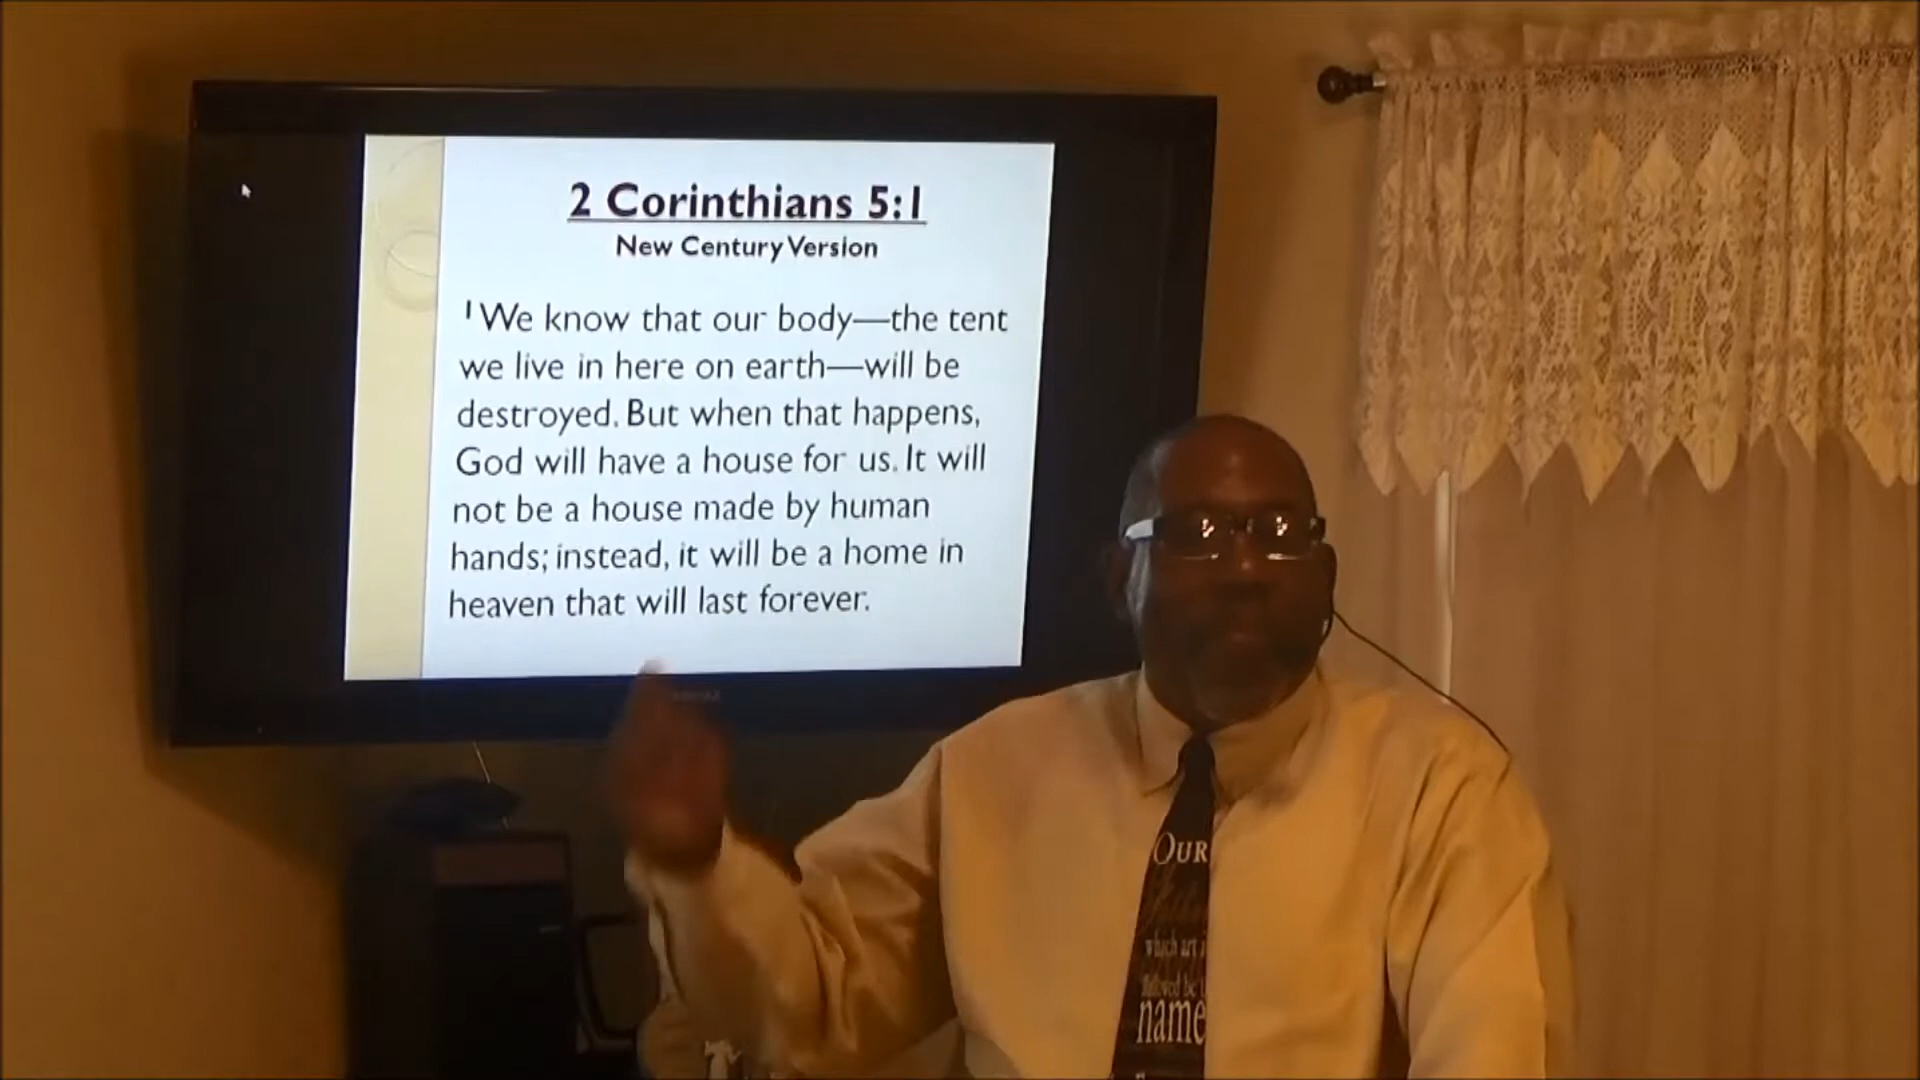 2 Corinthians 5:1
New Century Version
1 We know that our body—the tent
we live in here on earth—will be
destroyed. But when that happens,
God will have a house for us. It will
not be a house made by human
hands; instead, it will be a home in
heaven that will last forever.
OUR
which art
name